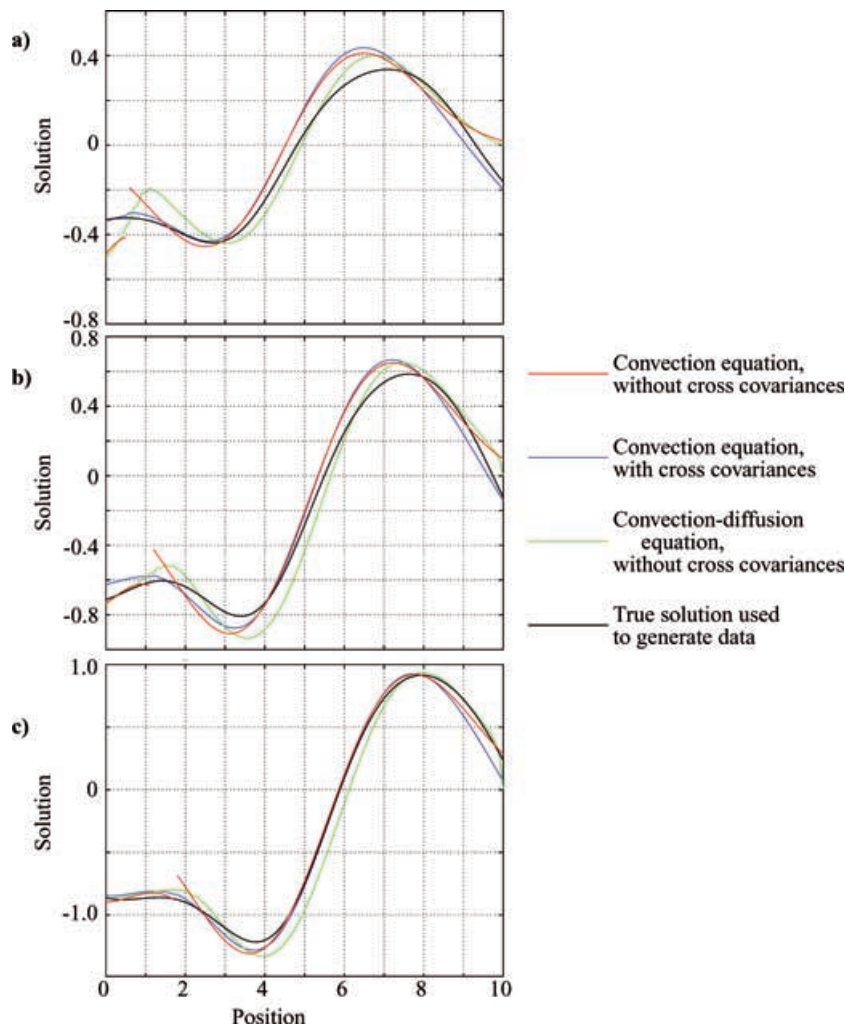 a)
0.4
0
-0.4
-0.8
Solution
b)
0.8
0.4
0
-0.4
-0.8
Solution
c)
1.0
0
-1.0
Solution
0 2 4 6 8 10
Position
Convection equation,
without cross covariances
Convection equation,
with cross covariances
Convection-diffusion
equation,
without cross covariances
True solution used
to generate data